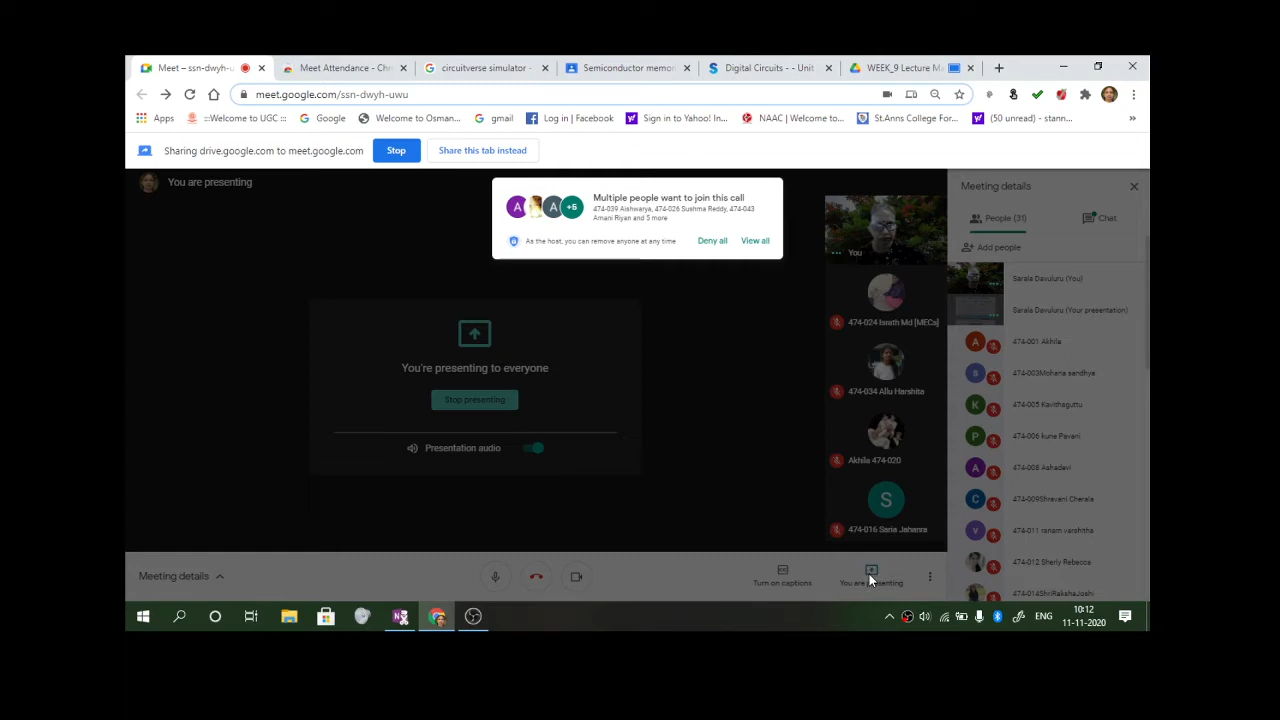 Meet – ssn-dwyh-u
Meet Attendance - Chr
circuitverse simulator -
Semiconductor memor
Digital Circuits - - Unit
WEEK_9 Lecture M
meet.google.com/ssn-dwyh-uwu
Apps
:::Welcome to UGC :::
Google
Welcome to Osman...
gmail
Log in | Facebook
Sign in to Yahoo! In...
NAAC | Welcome to...
St.Anns College For...
(50 unread) - stann...
Sharing drive.google.com to meet.google.com
Stop
Share this tab instead
You are presenting
Multiple people want to join this call
A
A
+5
474-039 Aishwarya, 474-026 Sushma Reddy, 474-043
Amani Riyan and 5 more
As the host, you can remove anyone at any time
Deny all
View all
You
474-024 Israth Md [MECs]
474-034 Allu Harshita
Akhila 474-020
S
474-016 Saria Jahanra
You're presenting to everyone
Stop presenting
Presentation audio
Meeting details
People (31)
Chat
Add people
Sarala Davuluru (You)
Sarala Davuluru (Your presentation)
A
474-001 Akhila
s
474-003Mohana sandhya
K
474-005 Kavithaguttu
P
474-006 kune Pavani
A
474-008 Ashadevi
C
474-009Shravani Cherala
v
474-011 ranam varshitha
474-012 Sherly Rebecca
474-014ShriRakshaJoshi
Meeting details
Turn on captions
You are presenting
ENG
10:12
11-11-2020